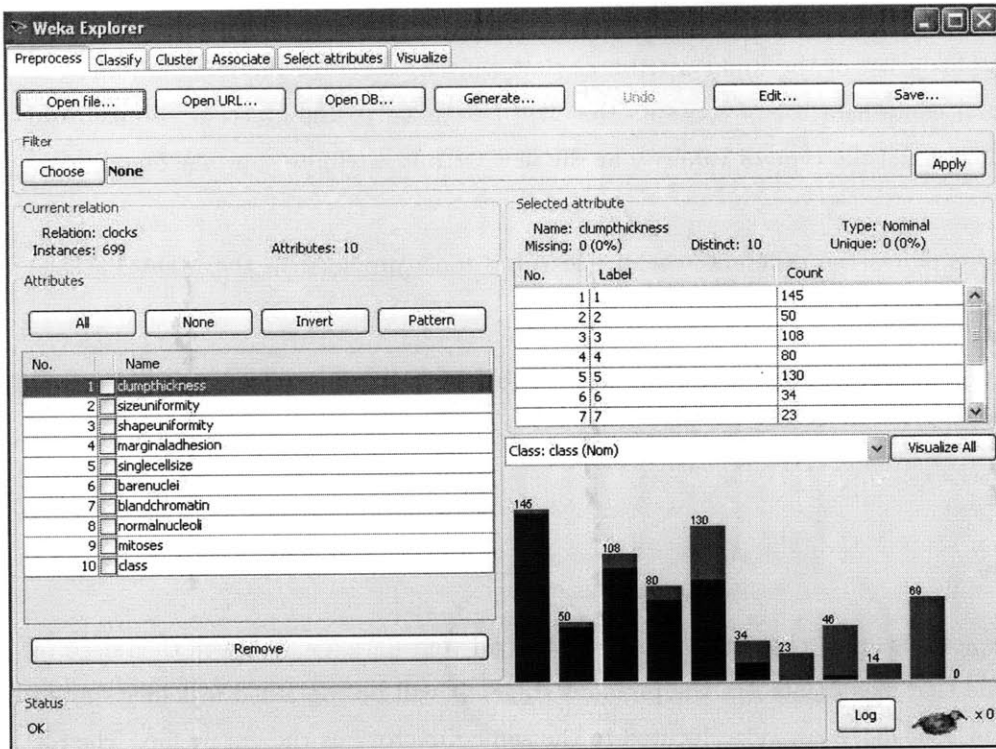 Weka Explorer
Preprocess Classify Cluster Associate Select attributes Visualize
Open file... Open URL... Open DB... Generate... Undo Edit... Save...
Filter
Choose None Apply
Current relation
Relation: clocks
Instances: 699 Attributes: 10
Selected attribute
Name: clumpthickness Type: Nominal
Missing: 0 (0%) Distinct: 10 Unique: 0 (0%)
No. Label Count
1 1 145
2 2 50
3 3 108
4 4 80
5 5 130
6 6 34
7 7 23
Attributes
All None Invert Pattern
No. Name
1 clumpthickness
2 sizeuniformity
3 shapeuniformity
4 marginaladhesion
5 singlecellsize
6 barenuclei
7 blandchromatin
8 normalnucleoli
9 mitoses
10 class
Remove
Class: class (Nom) Visualize All
145 50 108 80 130 34 23 46 14 69 0
Status
OK
Log x 0